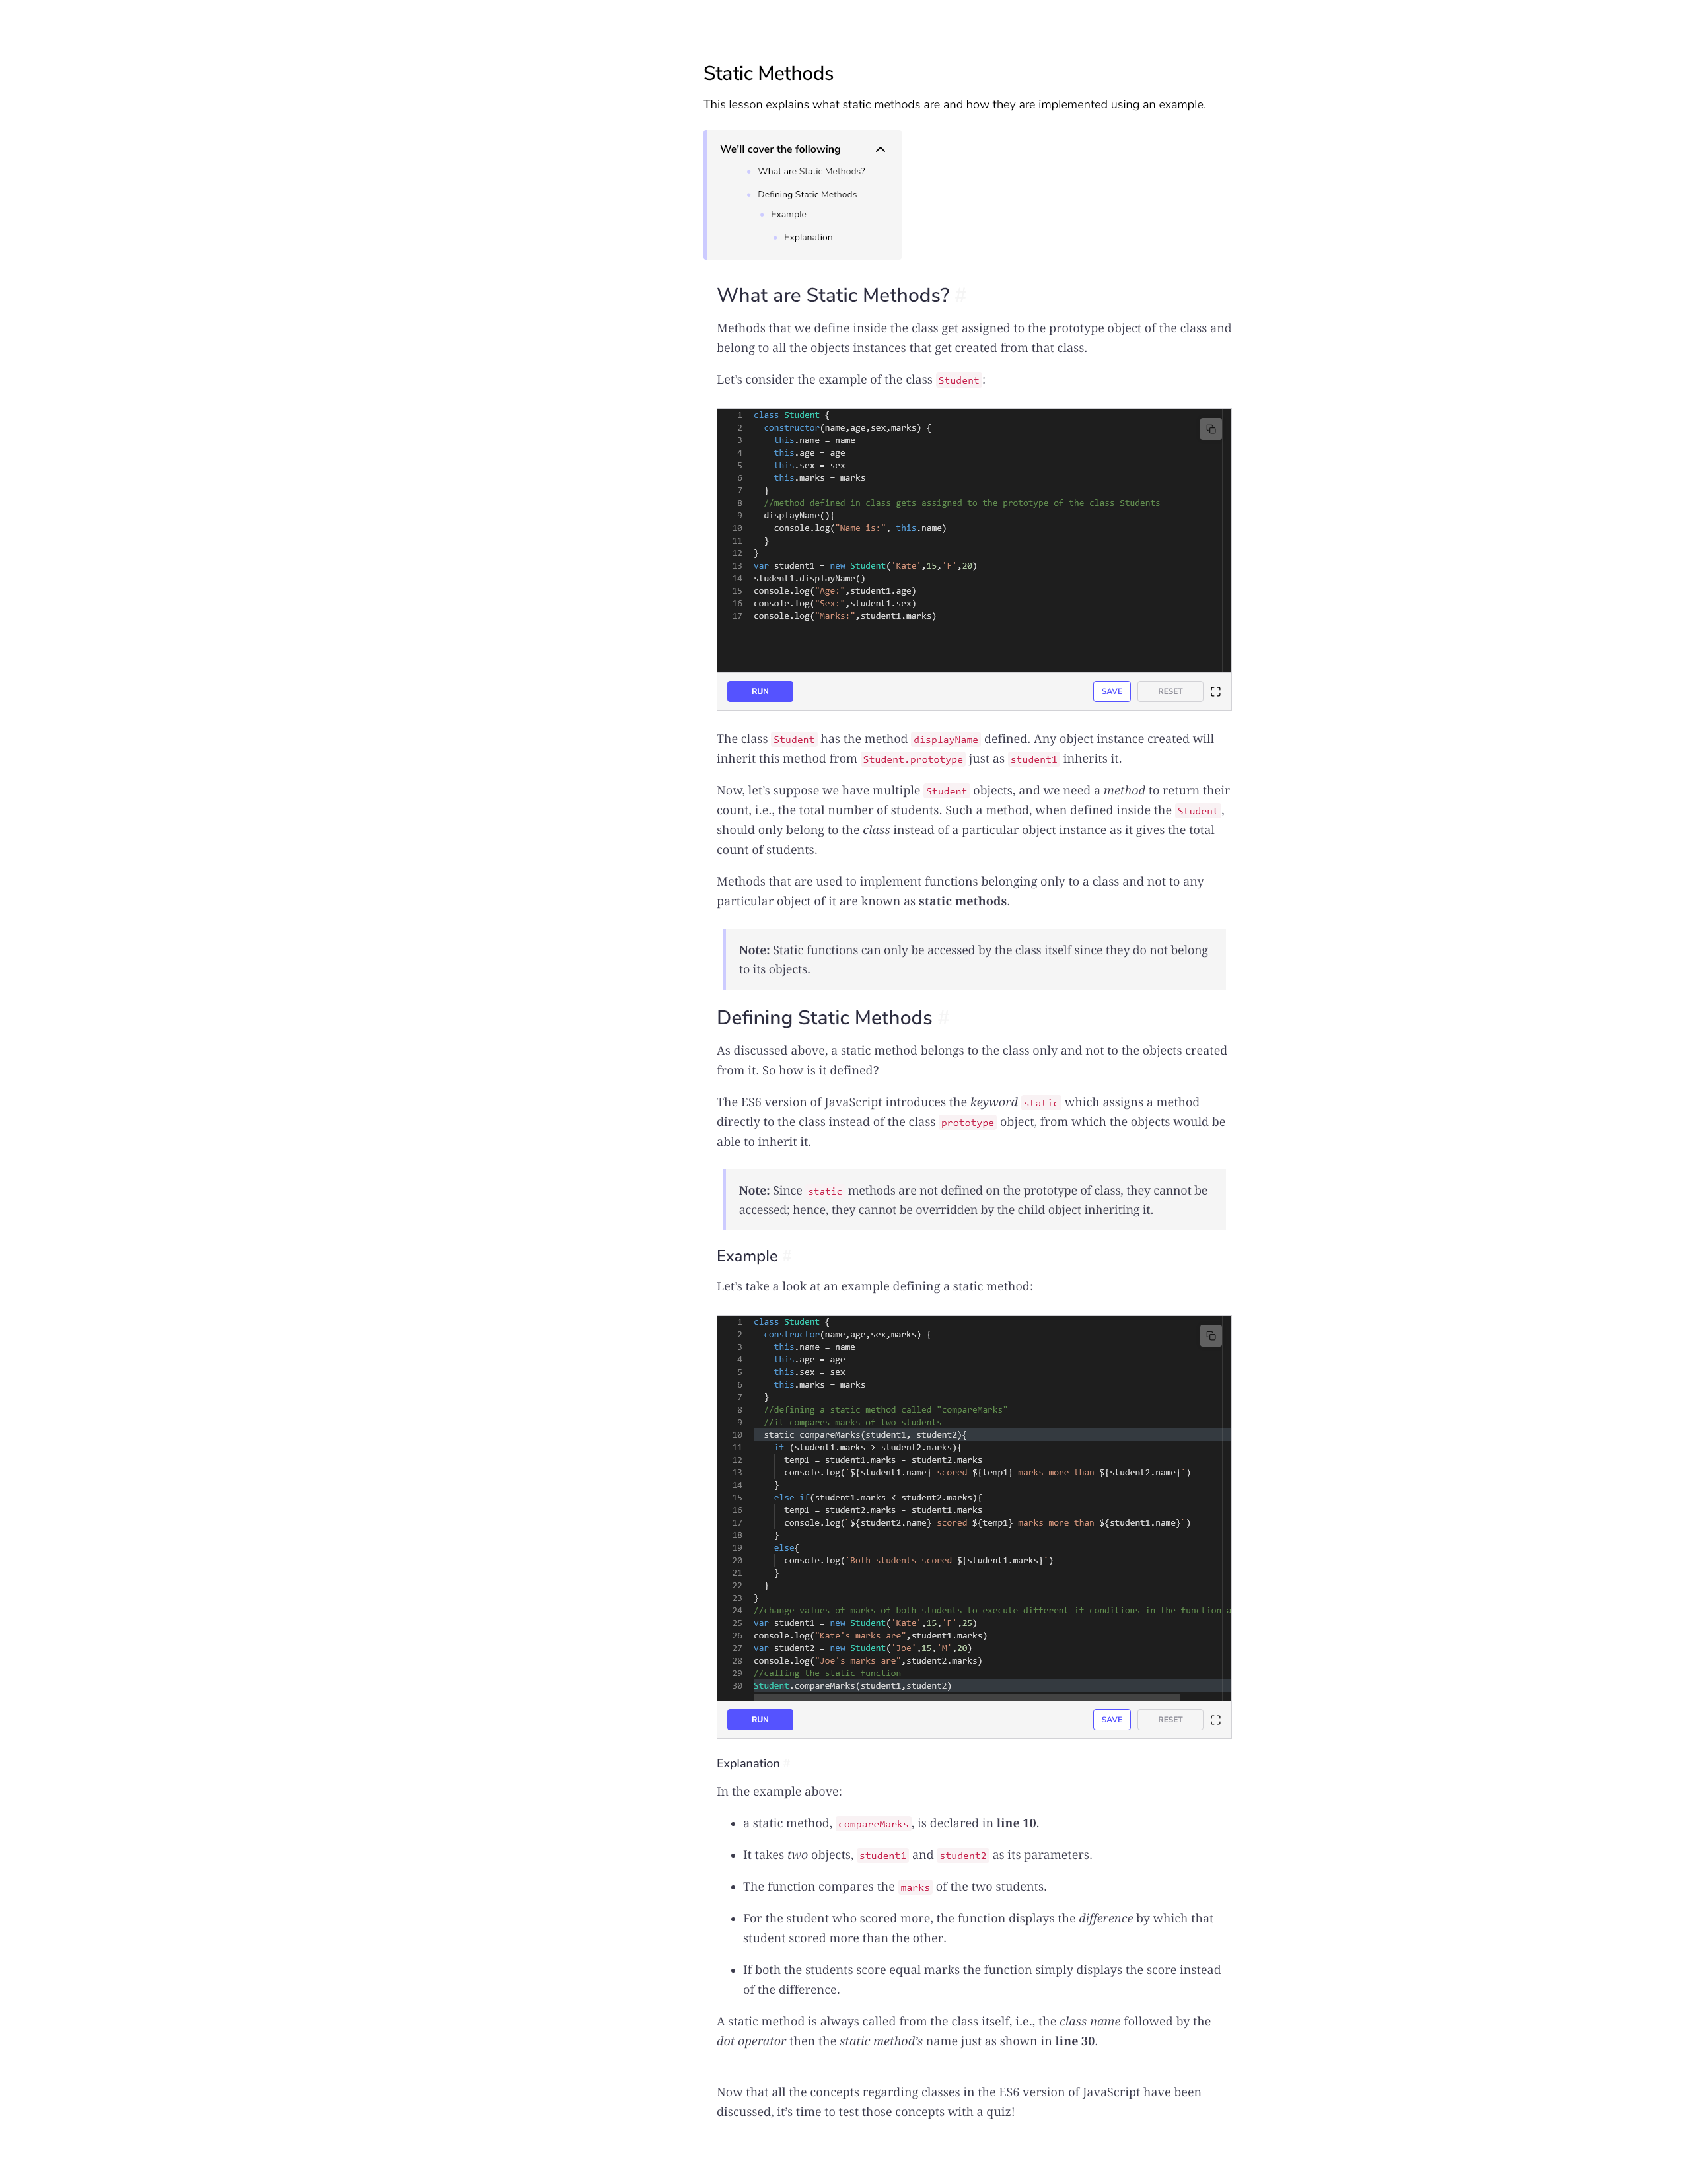 Static Methods
This lesson explains what static methods are and how they are implemented using an example.
We'll cover the following
What are Static Methods?
Defining Static Methods
Example
Explanation
What are Static Methods? #
Methods that we define inside the class get assigned to the prototype object of the class and
belong to all the objects instances that get created from that class.
Let’s consider the example of the class Student:
1 class Student {
2 constructor(name,age,sex,marks) {
3 this.name = name
4 this.age = age
5 this.sex = sex
6 this.marks = marks
7 }
8 //method defined in class gets assigned to the prototype of the class Students
9 displayName(){
10 console.log("Name is:", this.name)
11 }
12 }
13 var student1 = new Student('Kate',15,'F',20)
14 student1.displayName()
15 console.log("Age:",student1.age)
16 console.log("Sex:",student1.sex)
17 console.log("Marks:",student1.marks)
RUN SAVE RESET
The class Student has the method displayName defined. Any object instance created will
inherit this method from Student.prototype just as student1 inherits it.
Now, let’s suppose we have multiple Student objects, and we need a method to return their
count, i.e., the total number of students. Such a method, when defined inside the Student,
should only belong to the class instead of a particular object instance as it gives the total
count of students.
Methods that are used to implement functions belonging only to a class and not to any
particular object of it are known as static methods.
Note: Static functions can only be accessed by the class itself since they do not belong
to its objects.
Defining Static Methods #
As discussed above, a static method belongs to the class only and not to the objects created
from it. So how is it defined?
The ES6 version of JavaScript introduces the keyword static which assigns a method
directly to the class instead of the class prototype object, from which the objects would be
able to inherit it.
Note: Since static methods are not defined on the prototype of class, they cannot be
accessed; hence, they cannot be overridden by the child object inheriting it.
Example #
Let’s take a look at an example defining a static method:
1 class Student {
2 constructor(name,age,sex,marks) {
3 this.name = name
4 this.age = age
5 this.sex = sex
6 this.marks = marks
7 }
8 //defining a static method called "compareMarks"
9 //it compares marks of two students
10 static compareMarks(student1, student2){
11 if (student1.marks > student2.marks){
12 temp1 = student1.marks - student2.marks
13 console.log(`${student1.name} scored ${temp1} marks more than ${student2.name}`)
14 }
15 else if(student1.marks < student2.marks){
16 temp1 = student2.marks - student1.marks
17 console.log(`${student2.name} scored ${temp1} marks more than ${student1.name}`)
18 }
19 else{
20 console.log(`Both students scored ${student1.marks}`)
21 }
22 }
23 }
24 //change values of marks of both students to execute different if conditions in the function a
25 var student1 = new Student('Kate',15,'F',25)
26 console.log("Kate's marks are",student1.marks)
27 var student2 = new Student('Joe',15,'M',20)
28 console.log("Joe's marks are",student2.marks)
29 //calling the static function
30 Student.compareMarks(student1,student2)
RUN SAVE RESET
Explanation #
In the example above:
a static method, compareMarks, is declared in line 10.
It takes two objects, student1 and student2 as its parameters.
The function compares the marks of the two students.
For the student who scored more, the function displays the difference by which that
student scored more than the other.
If both the students score equal marks the function simply displays the score instead
of the difference.
A static method is always called from the class itself, i.e., the class name followed by the
dot operator then the static method’s name just as shown in line 30.
Now that all the concepts regarding classes in the ES6 version of JavaScript have been
discussed, it’s time to test those concepts with a quiz!